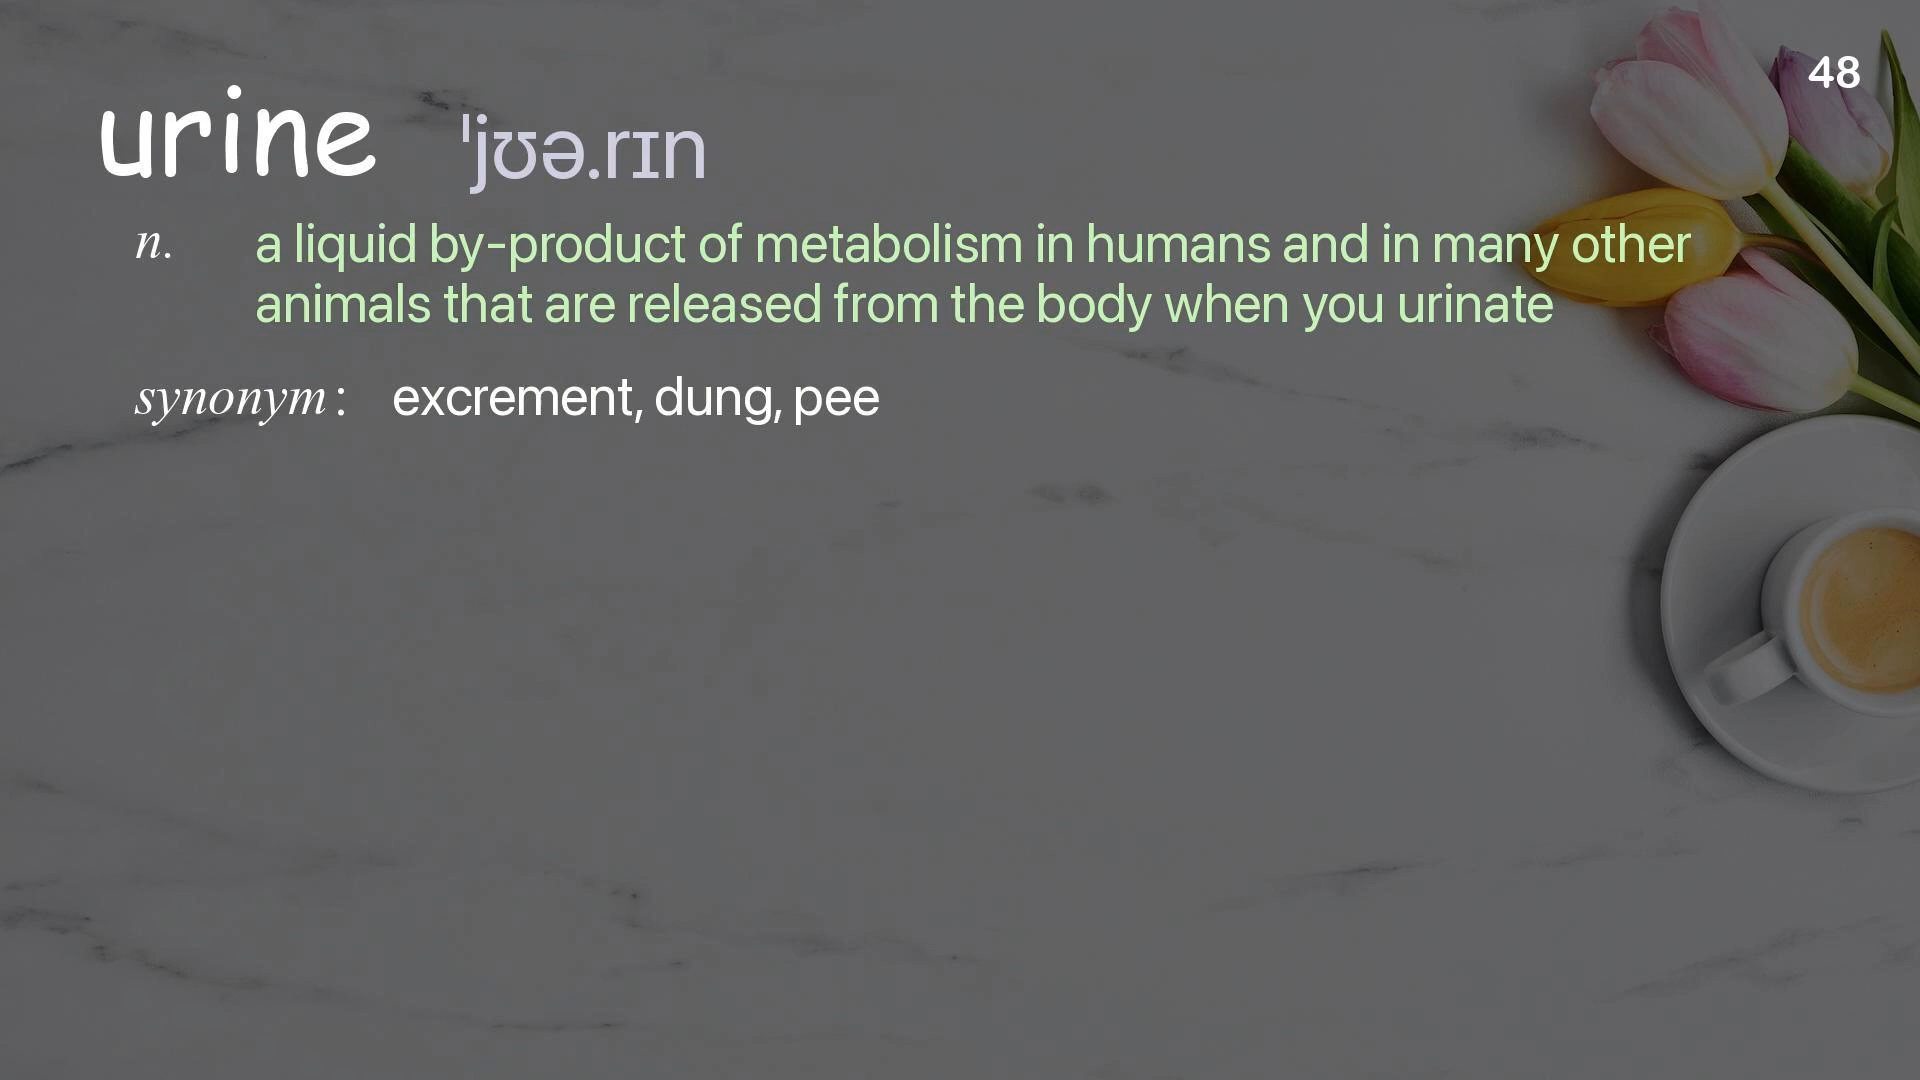 48
urine ˈjʊə.rɪn
n. a liquid by-product of metabolism in humans and in many other
animals that are released from the body when you urinate
synonym: excrement, dung, pee